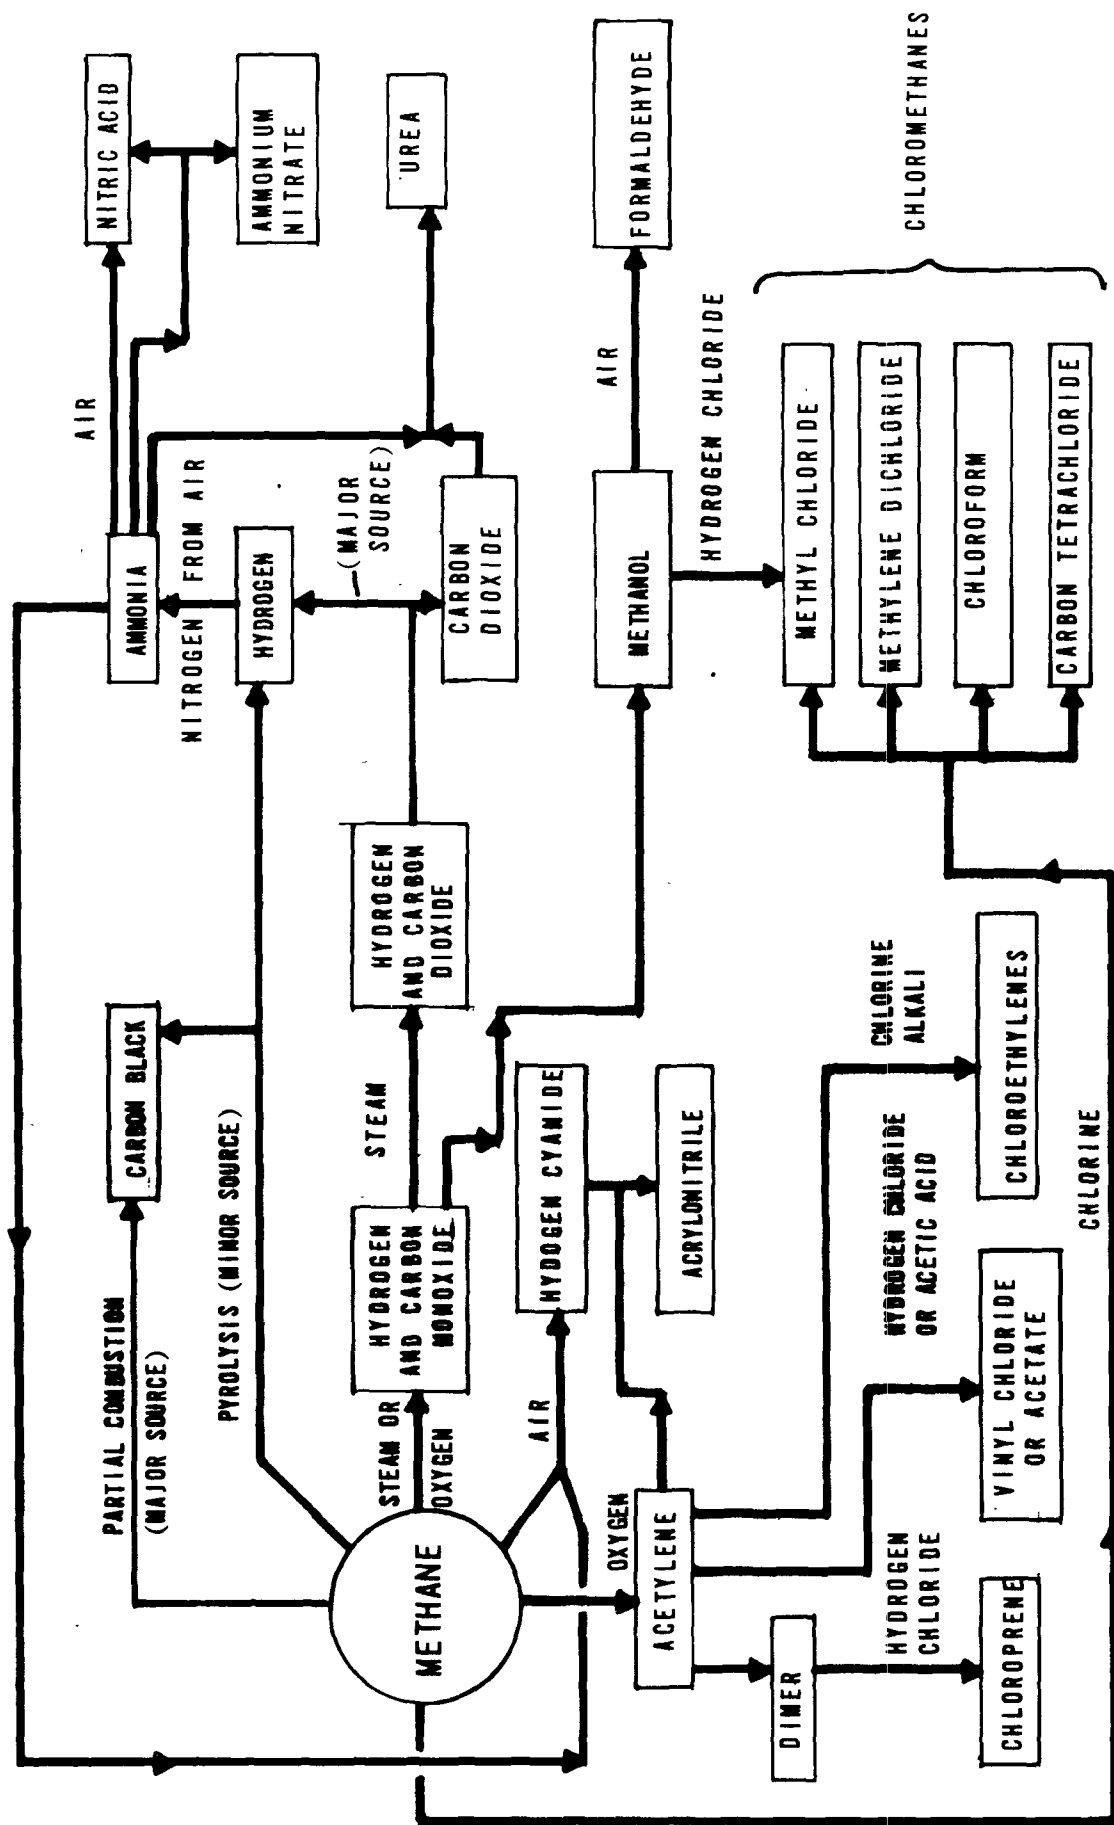 PARTIAL COMBUSTION
(MAJOR SOURCE)
CARBON BLACK
PYROLYSIS (MINOR SOURCE)
AMMONIA
AIR
NITRIC ACID
AMMONIUM
NITRATE
NITROGEN FROM AIR
HYDROGEN
(MAJOR
SOURCE)
UREA
METHANE
STEAM OR
OXYGEN
HYDROGEN
AND CARBON
MONOXIDE
STEAM
HYDROGEN
AND CARBON
DIOXIDE
CARBON
DIOXIDE
AIR
HYDOGEN CYANIDE
ACRYLONITRILE
METHANOL
AIR
FORMALDEHYDE
HYDROGEN CHLORIDE
OXYGEN
ACETYLENE
DIMER
HYDROGEN
CHLORIDE
CHLOROPRENE
HYDROGEN CHLORIDE
OR ACETIC ACID
VINYL CHLORIDE
OR ACETATE
CHLORINE
ALKALI
CHLOROETHYLENES
CHLORINE
METHYL CHLORIDE
METHYLENE DICHLORIDE
CHLOROFORM
CARBON TETRACHLORIDE
CHLOROMETHANES